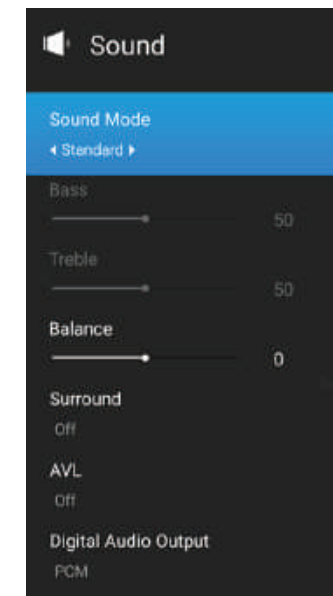 Sound
Sound Mode
Standard
Bass
50
Treble
50
Balance
0
Surround
Off
AVL
Off
Digital Audio Output
PCM